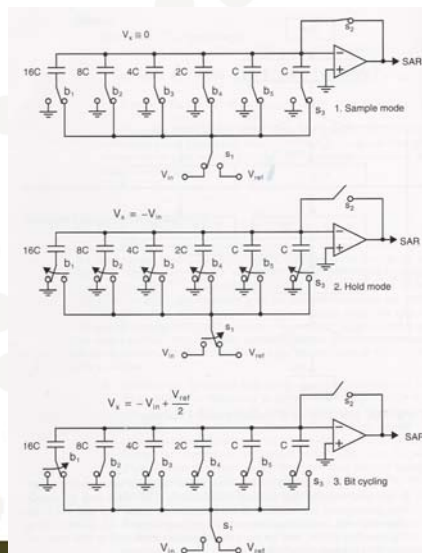 Vx ≅ 0
s2
SAR
16C 8C 4C 2C C C
b1 b2 b3 b4 b5 s3
1. Sample mode
s1
Vin Vref
Vx = −Vin
s2
SAR
16C 8C 4C 2C C C
b1 b2 b3 b4 b5 s3
2. Hold mode
s1
Vin Vref
Vx = −Vin + Vref/2
s2
SAR
16C 8C 4C 2C C C
b1 b2 b3 b4 b5 s3
3. Bit cycling
s1
Vin Vref